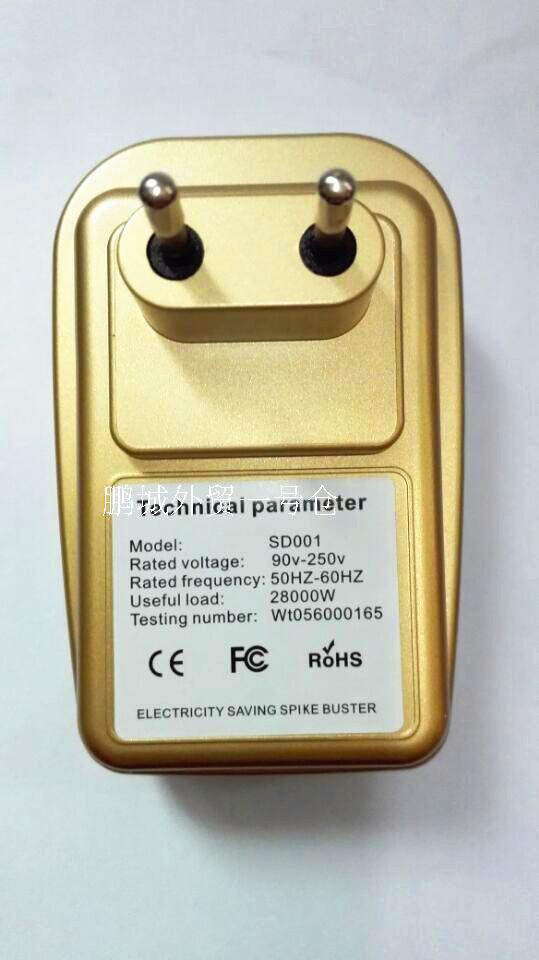 鹏城外贸一号仓
Technical parameter
Model: SD001
Rated voltage: 90v-250v
Rated frequency: 50HZ-60HZ
Useful load: 28000W
Testing number: Wt056000165
CE FC RoHS
ELECTRICITY SAVING SPIKE BUSTER